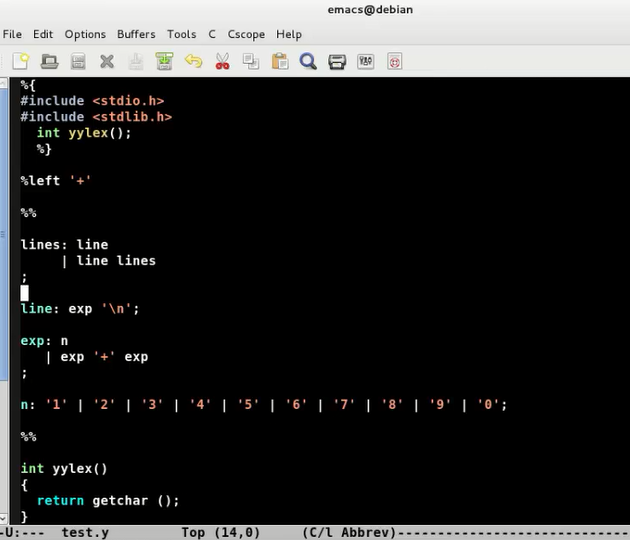 emacs@debian
File Edit Options Buffers Tools C Cscope Help
%{
#include <stdio.h>
#include <stdlib.h>
  int yylex();
  %}
%left '+'
%%
lines: line
     | line lines
;
line: exp '\n';
exp: n
   | exp '+' exp
;
n: '1' | '2' | '3' | '4' | '5' | '6' | '7' | '8' | '9' | '0';
%%
int yylex()
{
  return getchar ();
}
-U:---  test.y         Top (14,0)     (C/l Abbrev)-----------------------------